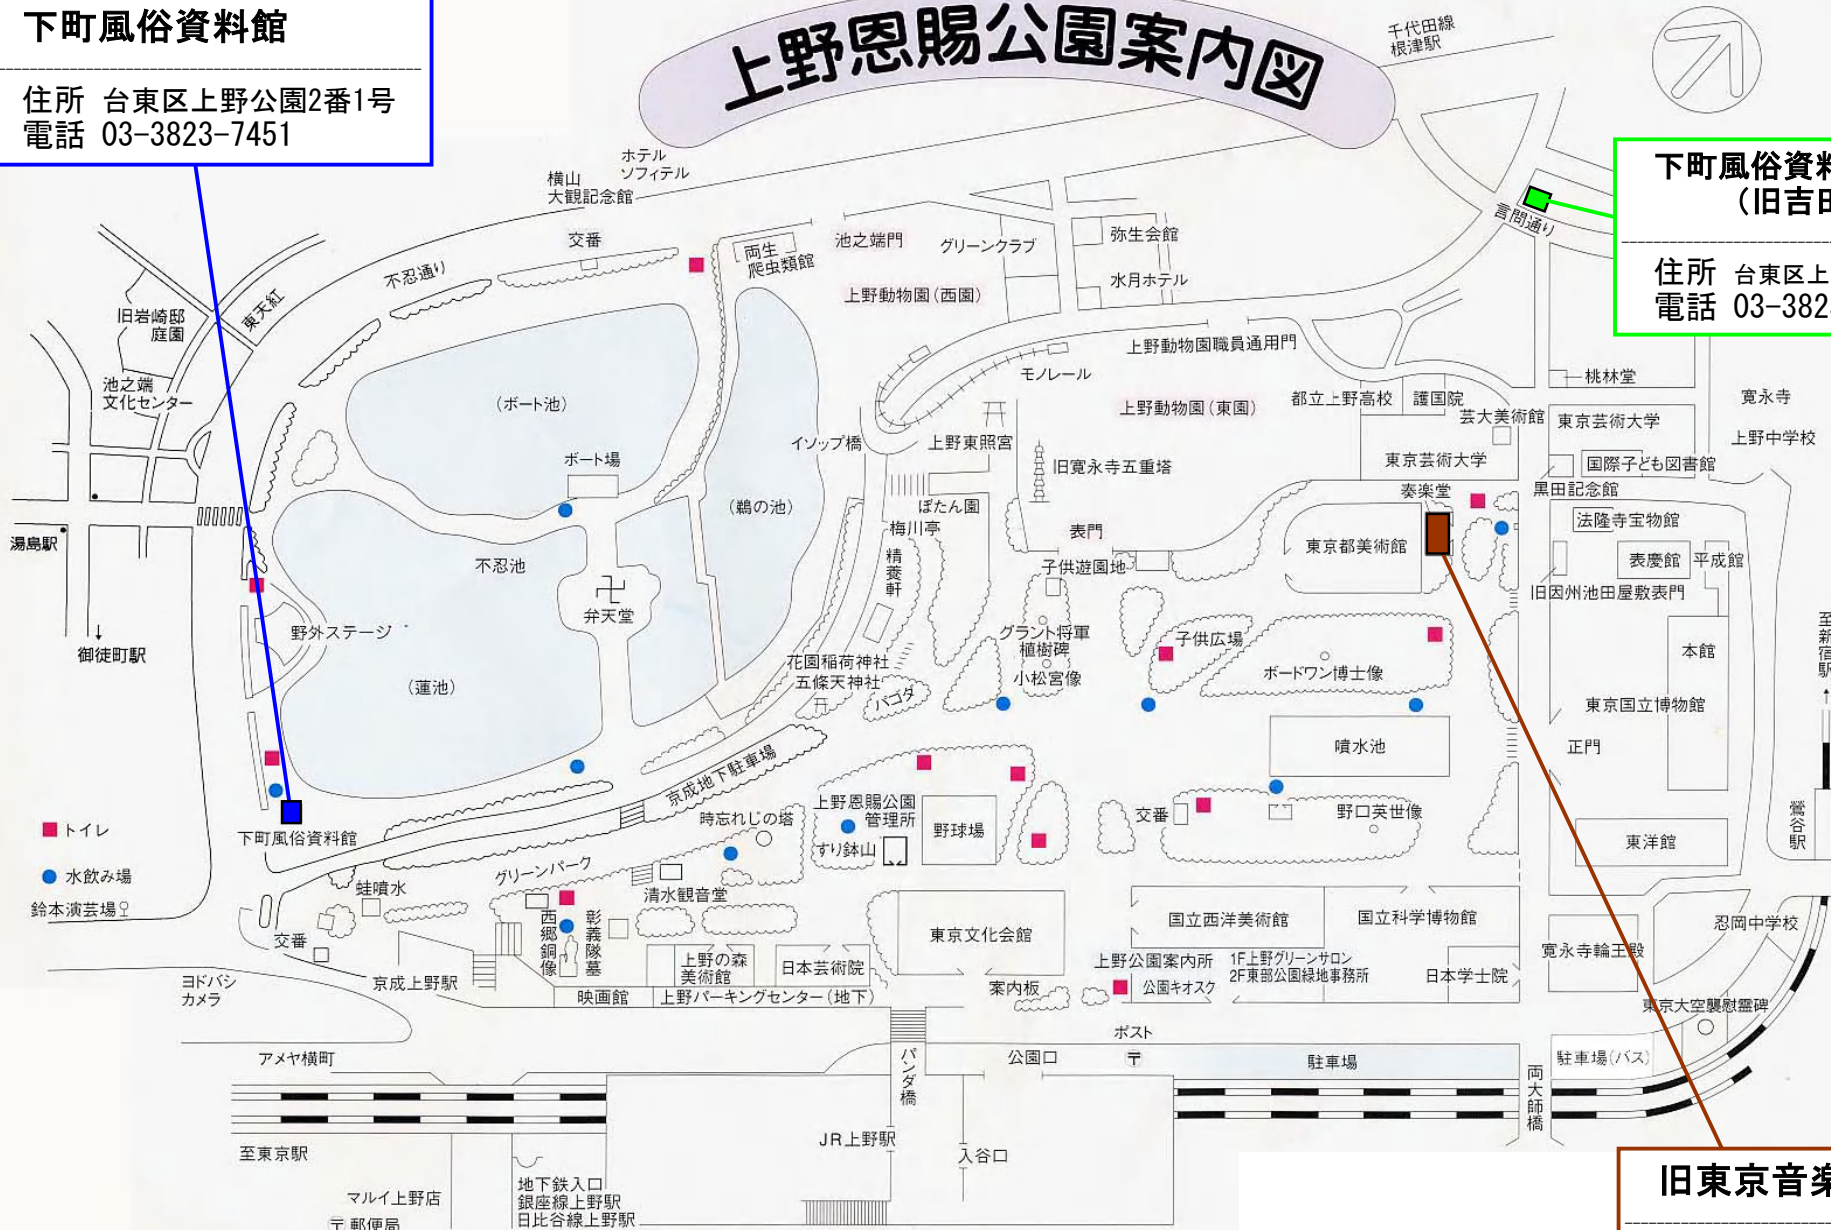 下町風俗資料館
住所 台東区上野公園2番1号
電話 03-3823-7451
上野恩賜公園案内図
千代田線
根津駅
下町風俗資料
(旧吉田
住所 台東区上
電話 03-382
言問通り
ホテル
ソフィテル
横山
大観記念館
交番
不忍通り
両生
爬虫類館
池之端門
グリーンクラブ
弥生会館
水月ホテル
上野動物園(西園)
旧岩崎邸
庭園
東天紅
池之端
文化センター
上野動物園職員通用門
モノレール
上野動物園(東園)
都立上野高校
護国院
桃林堂
寛永寺
上野中学校
芸大美術館
東京芸術大学
東京芸術大学
国際子ども図書館
黒田記念館
奏楽堂
法隆寺宝物館
表慶館
平成館
旧因州池田屋敷表門
本館
東京国立博物館
正門
東洋館
至新宿駅
鶯谷駅
(ボート池)
ボート場
イソップ橋
上野東照宮
旧寛永寺五重塔
(鵜の池)
ぼたん園
梅川亭
精養軒
表門
子供遊園地
東京都美術館
湯島駅
御徒町駅
不忍池
弁天堂
野外ステージ
(蓮池)
花園稲荷神社
五條天神社
パゴダ
グラント将軍
植樹碑
小松宮像
子供広場
ボードワン博士像
噴水池
京成地下駐車場
時忘れじの塔
上野恩賜公園
管理所
すり鉢山
野球場
交番
野口英世像
下町風俗資料館
トイレ
水飲み場
鈴本演芸場
グリーンパーク
蛙噴水
清水観音堂
西郷銅像
彰義隊墓
交番
ヨドバシ
カメラ
京成上野駅
上野の森
美術館
日本芸術院
映画館
上野パーキングセンター(地下)
東京文化会館
国立西洋美術館
国立科学博物館
上野公園案内所
1F上野グリーンサロン
2F東部公園緑地事務所
公園キオスク
案内板
日本学士院
寛永寺輪王殿
忍岡中学校
東京大空襲慰霊碑
アメヤ横町
パンダ橋
公園口
ポスト
〒
駐車場
両大師橋
駐車場(バス)
至東京駅
JR上野駅
入谷口
マルイ上野店
〒郵便局
地下鉄入口
銀座線上野駅
日比谷線上野駅
旧東京音楽